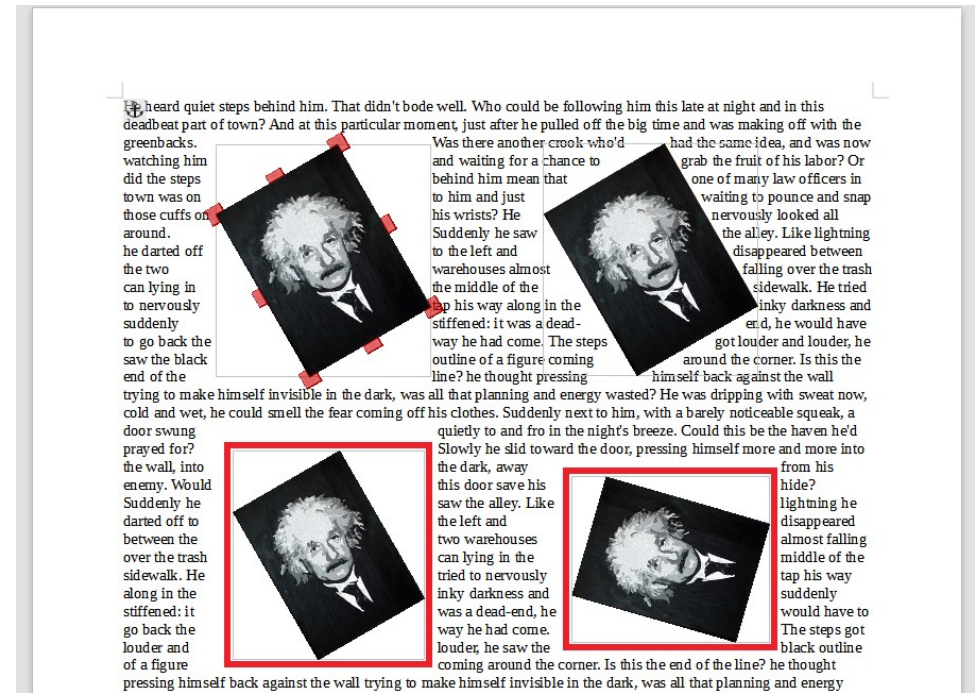 He heard quiet steps behind him. That didn't bode well. Who could be following him this late at night and in this
deadbeat part of town? And at this particular moment, just after he pulled off the big time and was making off with the
greenbacks. Was there another crook who'd had the same idea, and was now
watching him and waiting for a chance to grab the fruit of his labor? Or
did the steps behind him mean that one of many law officers in
town was on to him and just waiting to pounce and snap
those cuffs on his wrists? He nervously looked all
around. Suddenly he saw the alley. Like lightning
he darted off to the left and disappeared between
the two warehouses almost falling over the trash
can lying in the middle of the sidewalk. He tried
to nervously tap his way along in the inky darkness and
suddenly stiffened: it was a dead- end, he would have
to go back the way he had come. The steps got louder and louder, he
saw the black outline of a figure coming around the corner. Is this the
end of the line? he thought pressing himself back against the wall
trying to make himself invisible in the dark, was all that planning and energy wasted? He was dripping with sweat now,
cold and wet, he could smell the fear coming off his clothes. Suddenly next to him, with a barely noticeable squeak, a
door swung quietly to and fro in the night's breeze. Could this be the haven he'd
prayed for? Slowly he slid toward the door, pressing himself more and more into
the wall, into the dark, away from his
enemy. Would this door save his hide?
Suddenly he saw the alley. Like lightning he
darted off to the left and disappeared
between the two warehouses almost falling
over the trash can lying in the middle of the
sidewalk. He tried to nervously tap his way
along in the inky darkness and suddenly
stiffened: it was a dead-end, he would have to
go back the way he had come. The steps got
louder and louder, he saw the black outline
of a figure coming around the corner. Is this the end of the line? he thought
pressing himself back against the wall trying to make himself invisible in the dark, was all that planning and energy